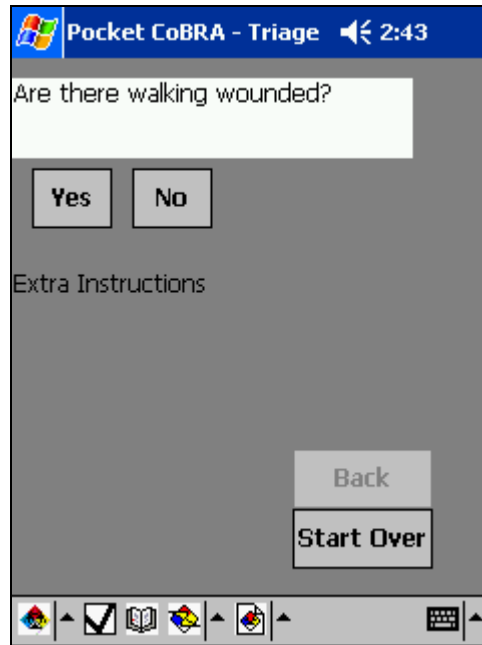 Pocket CoBRA - Triage 2:43
Are there walking wounded?
Yes No
Extra Instructions
Back
Start Over